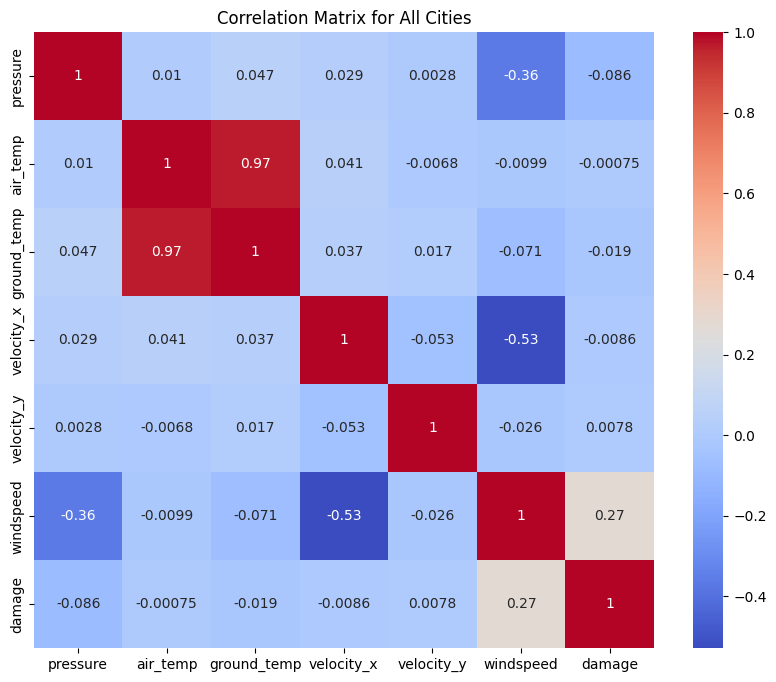 Correlation Matrix for All Cities
pressure 1 0.01 0.047 0.029 0.0028 -0.36 -0.086
air_temp 0.01 1 0.97 0.041 -0.0068 -0.0099 -0.00075
ground_temp 0.047 0.97 1 0.037 0.017 -0.071 -0.019
velocity_x 0.029 0.041 0.037 1 -0.053 -0.53 -0.0086
velocity_y 0.0028 -0.0068 0.017 -0.053 1 -0.026 0.0078
windspeed -0.36 -0.0099 -0.071 -0.53 -0.026 1 0.27
damage -0.086 -0.00075 -0.019 -0.0086 0.0078 0.27 1
pressure air_temp ground_temp velocity_x velocity_y windspeed damage
1.0
0.8
0.6
0.4
0.2
0.0
−0.2
−0.4